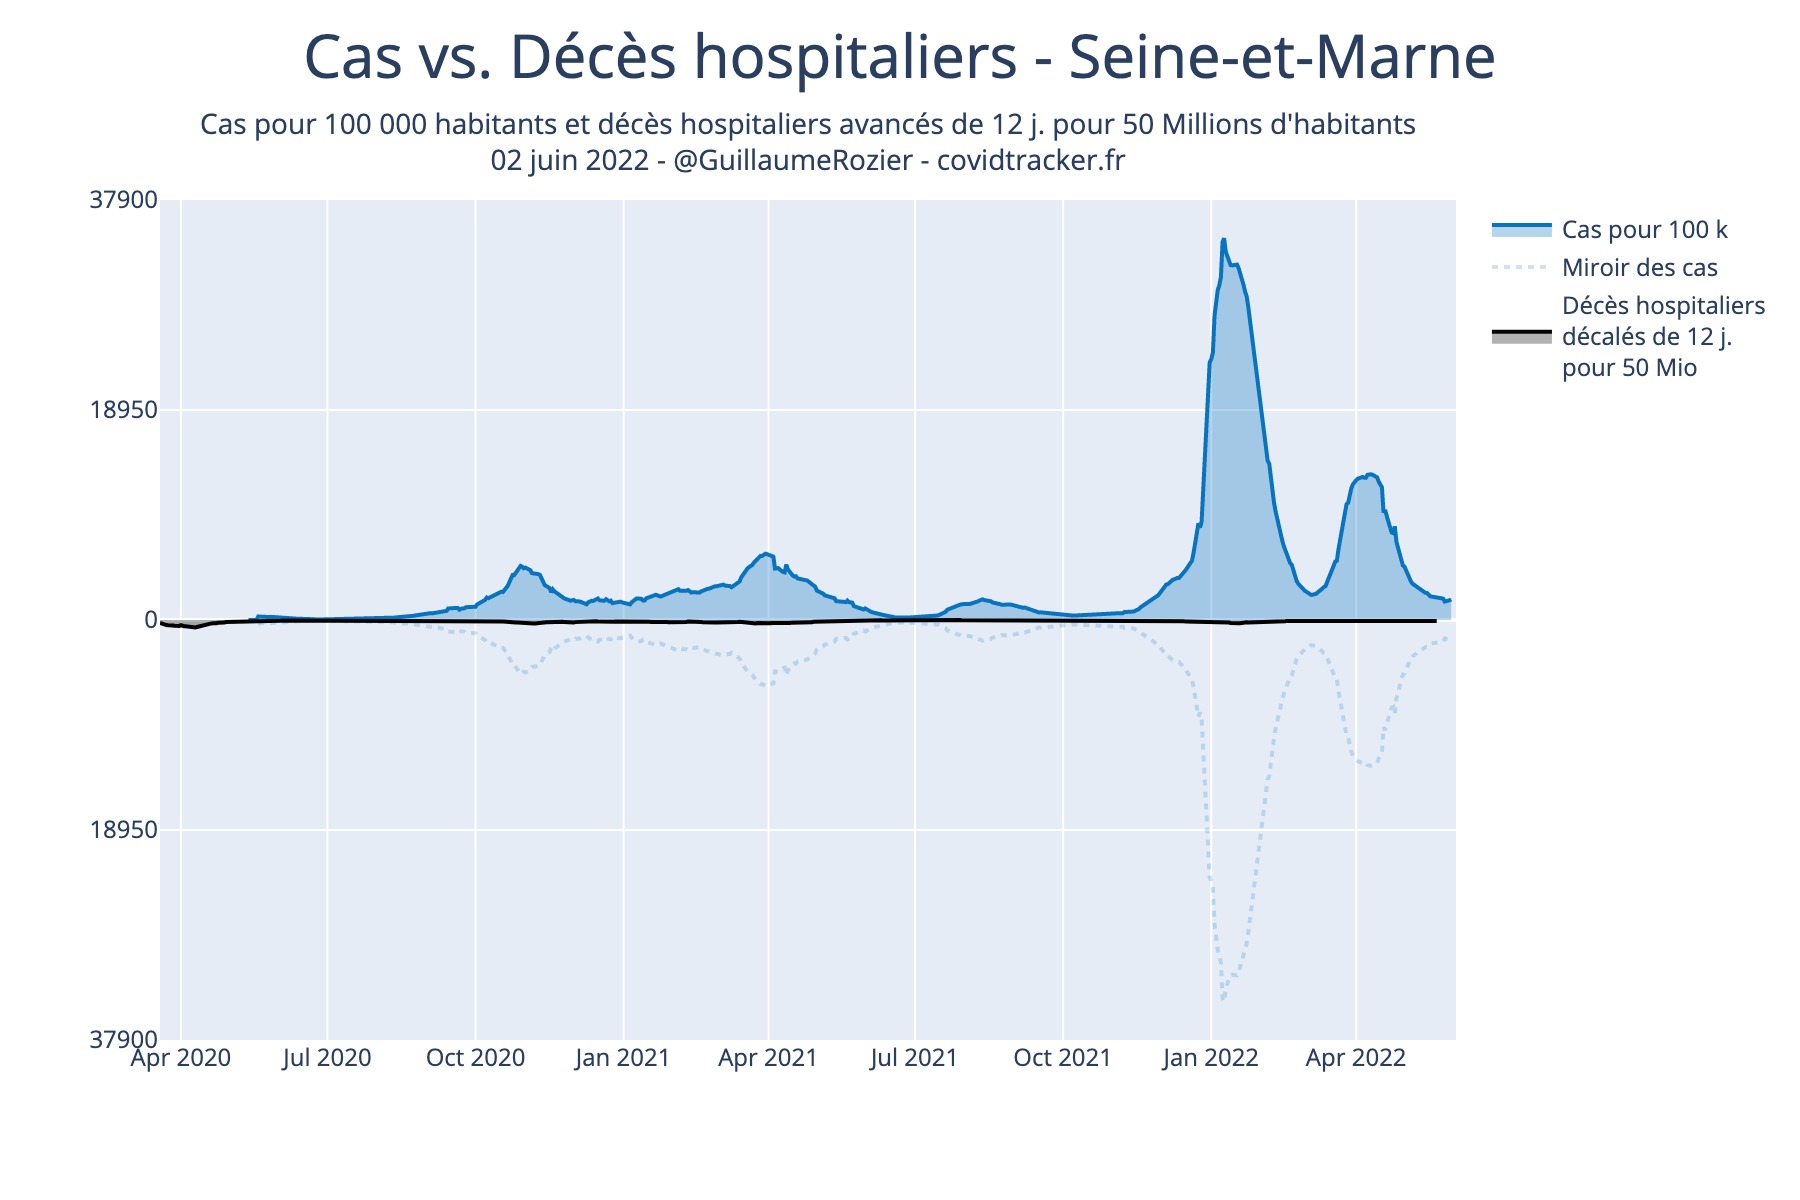 Cas vs. Décès hospitaliers - Seine-et-Marne
Cas pour 100 000 habitants et décès hospitaliers avancés de 12 j. pour 50 Millions d'habitants
02 juin 2022 - @GuillaumeRozier - covidtracker.fr
37900
18950
0
18950
37900
Apr 2020
Jul 2020
Oct 2020
Jan 2021
Apr 2021
Jul 2021
Oct 2021
Jan 2022
Apr 2022
Cas pour 100 k
Miroir des cas
Décès hospitaliers
décalés de 12 j.
pour 50 Mio